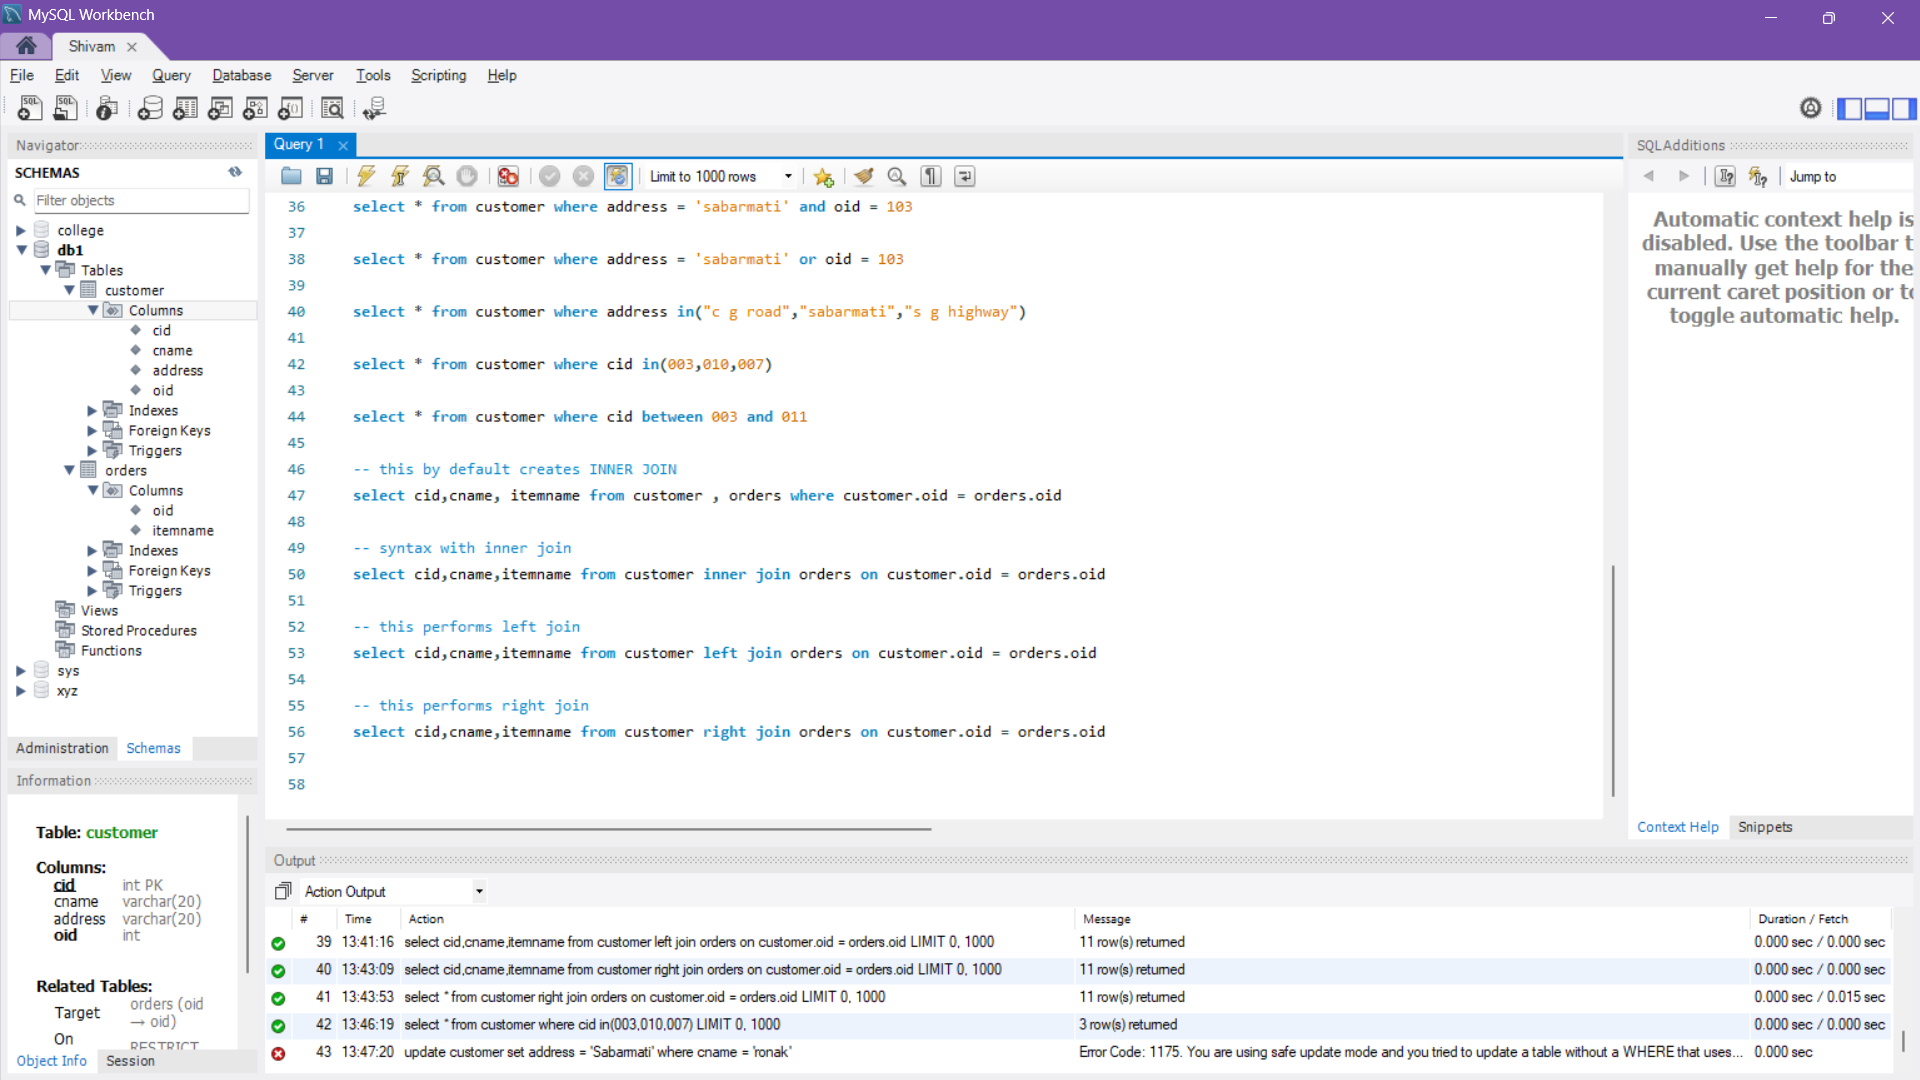 MySQL Workbench
Shivam
File Edit View Query Database Server Tools Scripting Help
Navigator
SCHEMAS
Filter objects
college
db1
Tables
customer
Columns
cid
cname
address
oid
Indexes
Foreign Keys
Triggers
orders
Columns
oid
itemname
Indexes
Foreign Keys
Triggers
Views
Stored Procedures
Functions
sys
xyz
Administration Schemas
Information
Table: customer
Columns:
cid int PK
cname varchar(20)
address varchar(20)
oid int
Related Tables:
Target orders (oid
→ oid)
On RESTRICT
Object Info Session
Query 1
Limit to 1000 rows
36 select * from customer where address = 'sabarmati' and oid = 103
37
38 select * from customer where address = 'sabarmati' or oid = 103
39
40 select * from customer where address in("c g road","sabarmati","s g highway")
41
42 select * from customer where cid in(003,010,007)
43
44 select * from customer where cid between 003 and 011
45
46 -- this by default creates INNER JOIN
47 select cid,cname, itemname from customer , orders where customer.oid = orders.oid
48
49 -- syntax with inner join
50 select cid,cname,itemname from customer inner join orders on customer.oid = orders.oid
51
52 -- this performs left join
53 select cid,cname,itemname from customer left join orders on customer.oid = orders.oid
54
55 -- this performs right join
56 select cid,cname,itemname from customer right join orders on customer.oid = orders.oid
57
58
SQLAdditions
Jump to
Automatic context help is
disabled. Use the toolbar t
manually get help for the
current caret position or to
toggle automatic help.
Context Help Snippets
Output
Action Output
# Time Action Message Duration / Fetch
39 13:41:16 select cid,cname,itemname from customer left join orders on customer.oid = orders.oid LIMIT 0, 1000 11 row(s) returned 0.000 sec / 0.000 sec
40 13:43:09 select cid,cname,itemname from customer right join orders on customer.oid = orders.oid LIMIT 0, 1000 11 row(s) returned 0.000 sec / 0.000 sec
41 13:43:53 select * from customer right join orders on customer.oid = orders.oid LIMIT 0, 1000 11 row(s) returned 0.000 sec / 0.015 sec
42 13:46:19 select * from customer where cid in(003,010,007) LIMIT 0, 1000 3 row(s) returned 0.000 sec / 0.000 sec
43 13:47:20 update customer set address = 'Sabarmati' where cname = 'ronak' Error Code: 1175. You are using safe update mode and you tried to update a table without a WHERE that uses... 0.000 sec